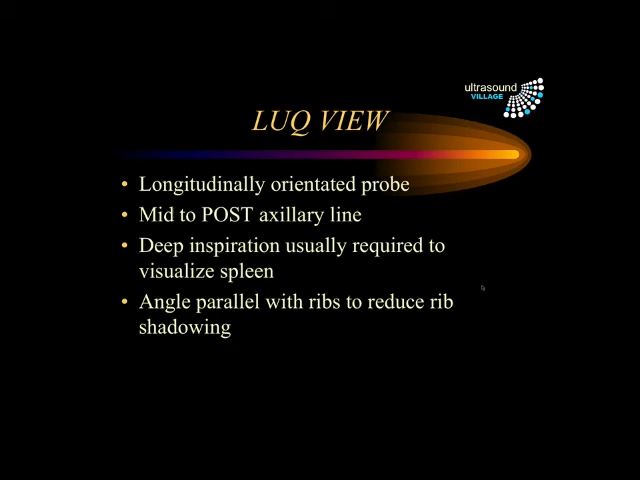 ultrasound
VILLAGE
LUQ VIEW
• Longitudinally orientated probe
• Mid to POST axillary line
• Deep inspiration usually required to
visualize spleen
• Angle parallel with ribs to reduce rib
shadowing